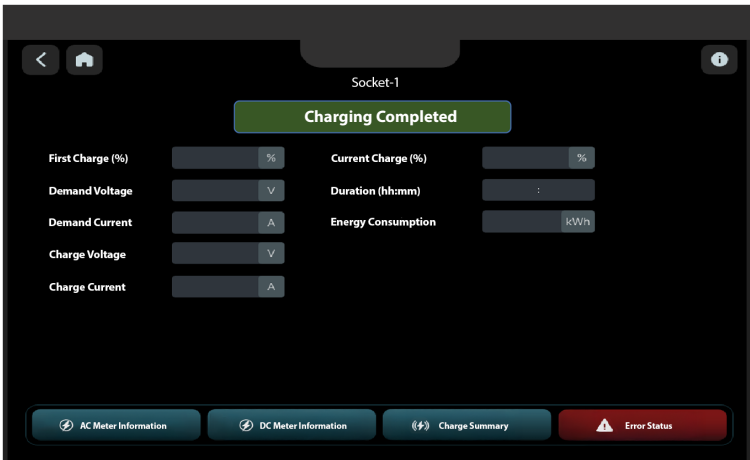 Socket-1
Charging Completed
First Charge (%) % Current Charge (%) %
Demand Voltage V Duration (hh:mm) :
Demand Current A Energy Consumption kWh
Charge Voltage V
Charge Current A
AC Meter Information DC Meter Information Charge Summary Error Status